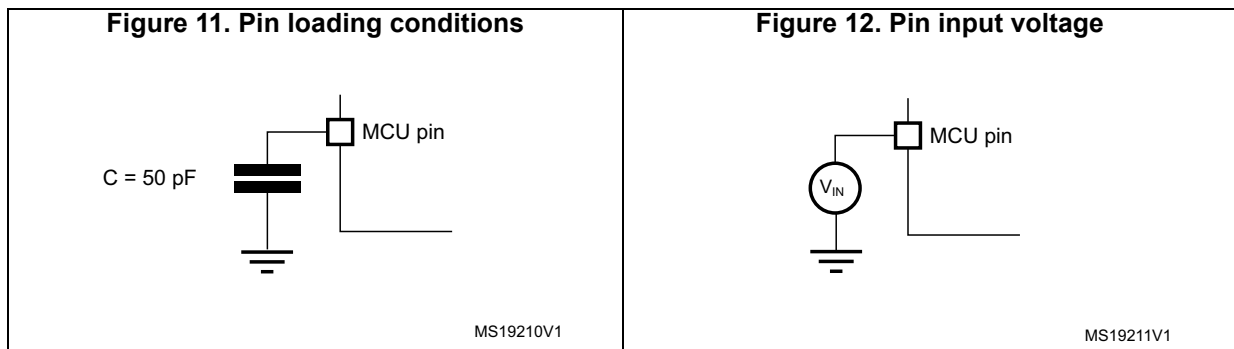 Figure 11. Pin loading conditions
MCU pin
C = 50 pF
MS19210V1
Figure 12. Pin input voltage
MCU pin
VIN
MS19211V1